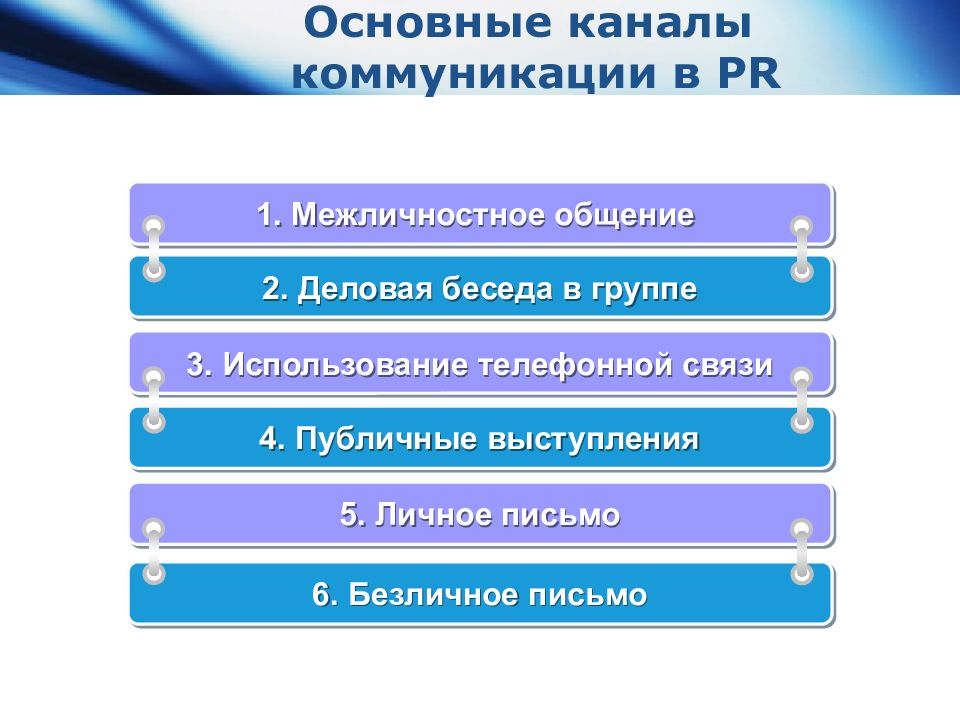 Основные каналы
коммуникации в PR
1. Межличностное общение
2. Деловая беседа в группе
3. Использование телефонной связи
4. Публичные выступления
5. Личное письмо
6. Безличное письмо